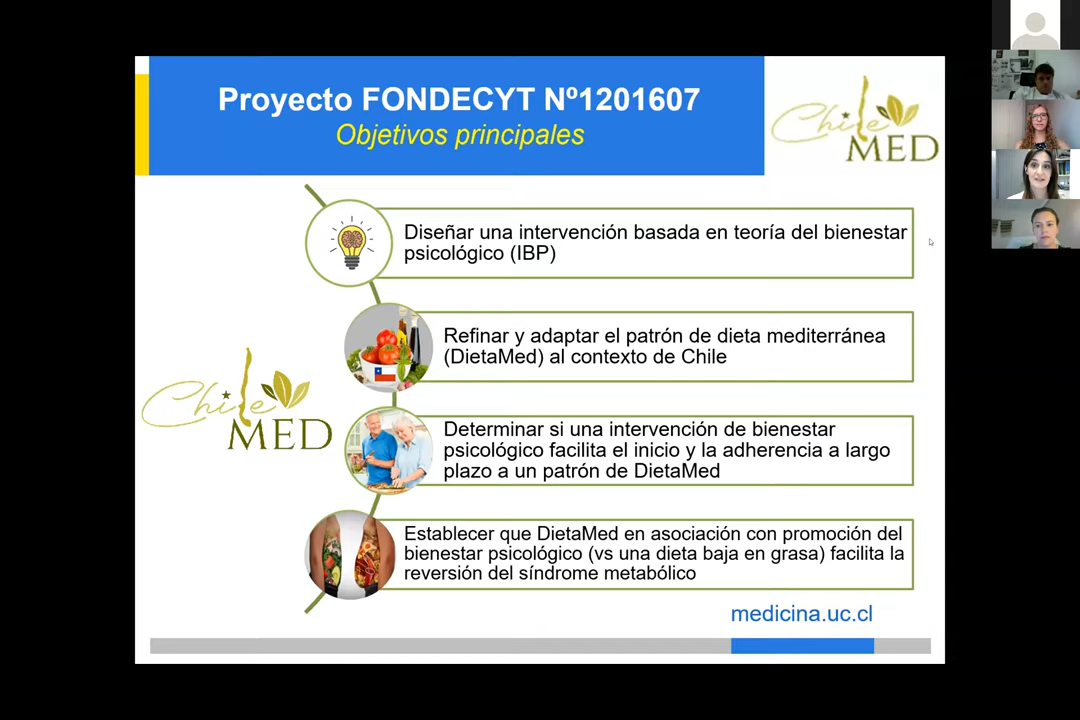 Proyecto FONDECYT Nº1201607
Objetivos principales
Chile
MED
Diseñar una intervención basada en teoría del bienestar
psicológico (IBP)
Refinar y adaptar el patrón de dieta mediterránea
(DietaMed) al contexto de Chile
Chile
MED
Determinar si una intervención de bienestar
psicológico facilita el inicio y la adherencia a largo
plazo a un patrón de DietaMed
Establecer que DietaMed en asociación con promoción del
bienestar psicológico (vs una dieta baja en grasa) facilita la
reversión del síndrome metabólico
medicina.uc.cl